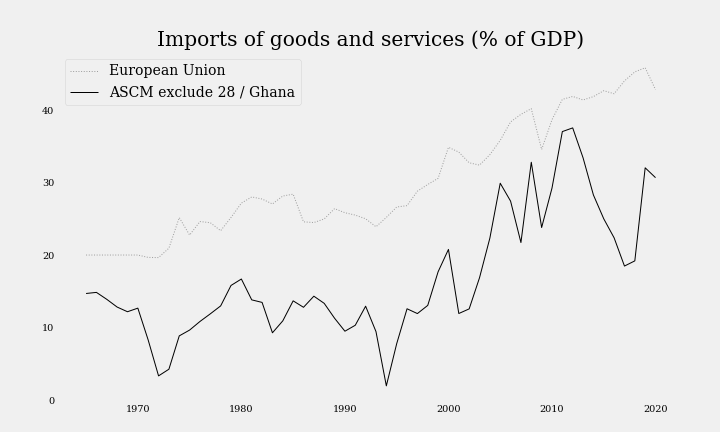 Imports of goods and services (% of GDP)
European Union
ASCM exclude 28 / Ghana
40
30
20
10
0
1970 1980 1990 2000 2010 2020